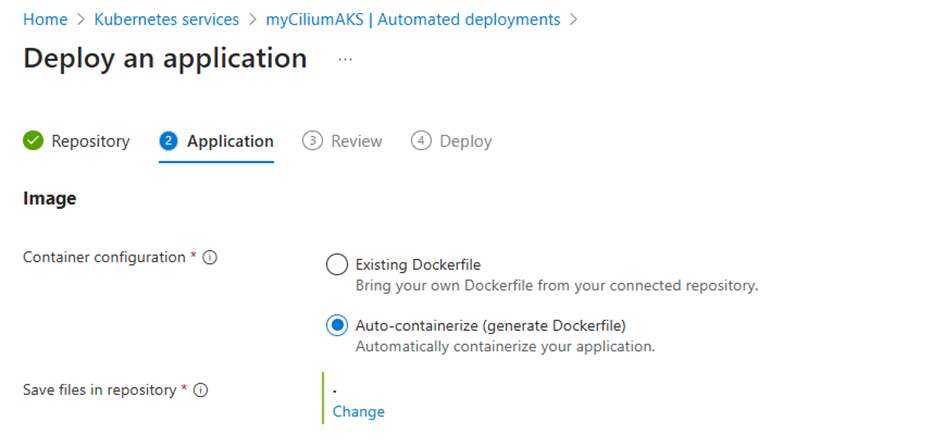 Home > Kubernetes services > myCiliumAKS | Automated deployments >
Deploy an application ...
Repository 2 Application 3 Review 4 Deploy
Image
Container configuration *
Existing Dockerfile
Bring your own Dockerfile from your connected repository.
Auto-containerize (generate Dockerfile)
Automatically containerize your application.
Save files in repository * .
Change